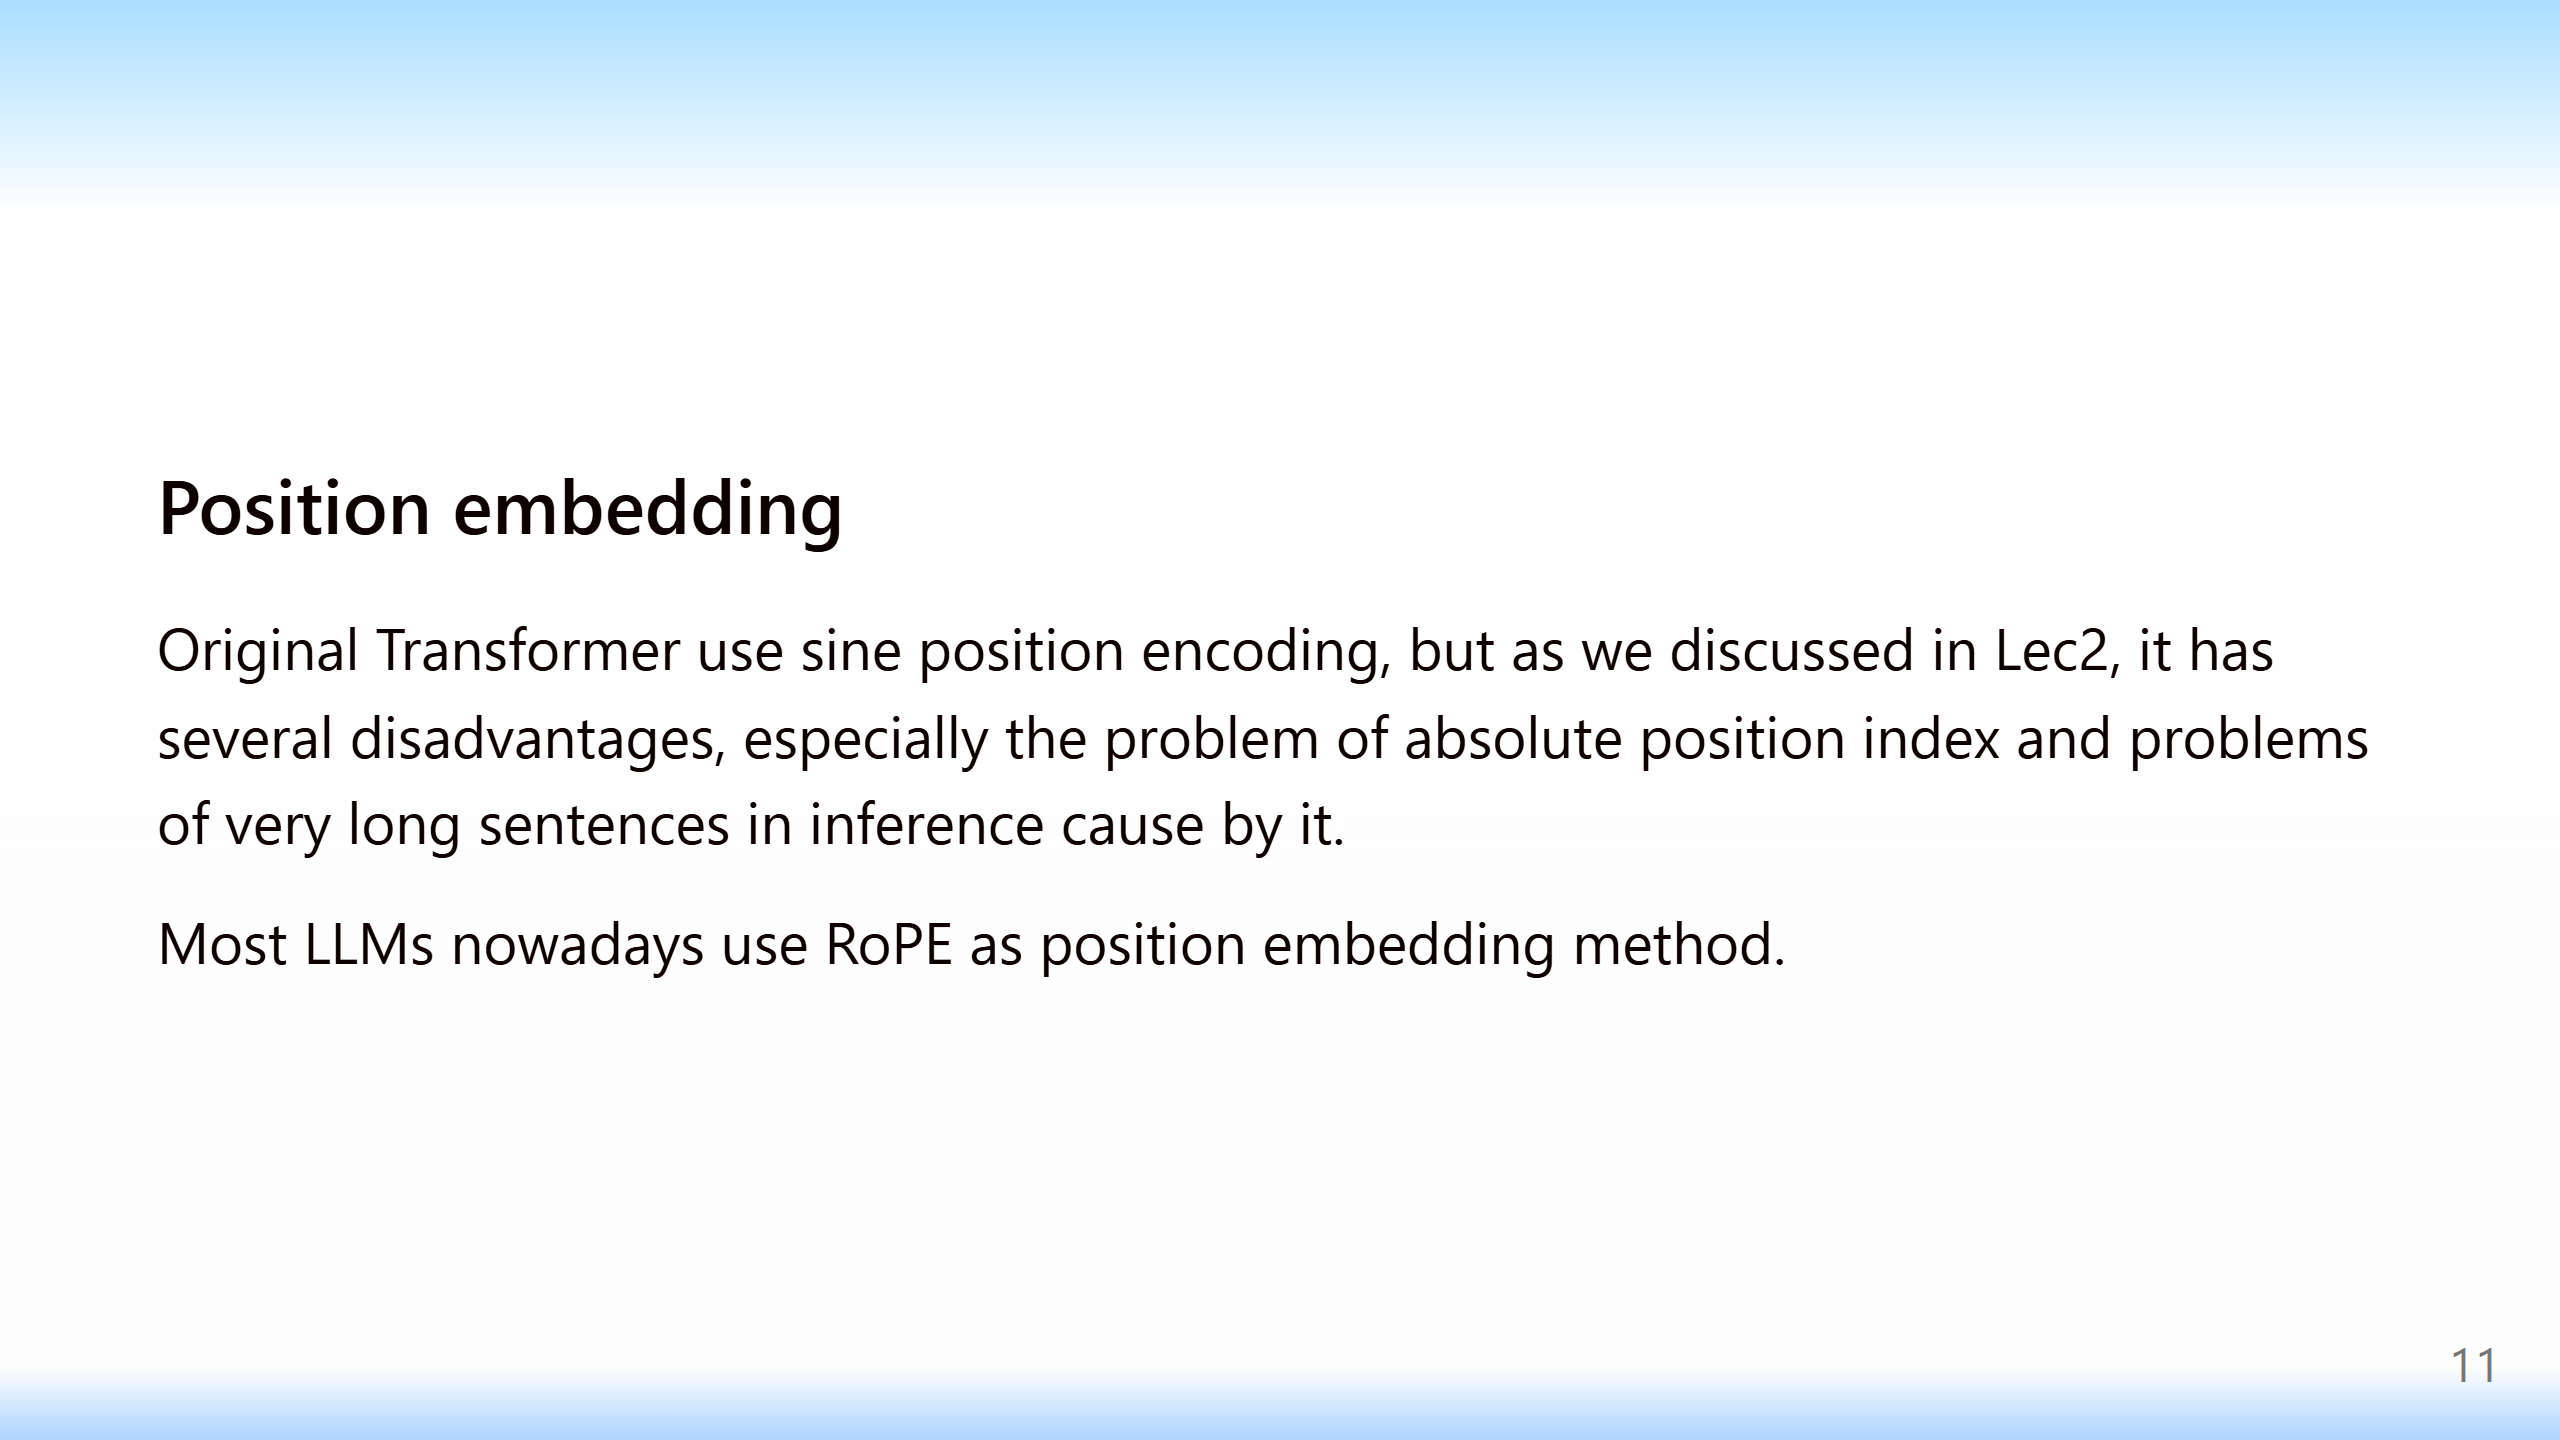 Position embedding
Original Transformer use sine position encoding, but as we discussed in Lec2, it has
several disadvantages, especially the problem of absolute position index and problems
of very long sentences in inference cause by it.
Most LLMs nowadays use RoPE as position embedding method.
11